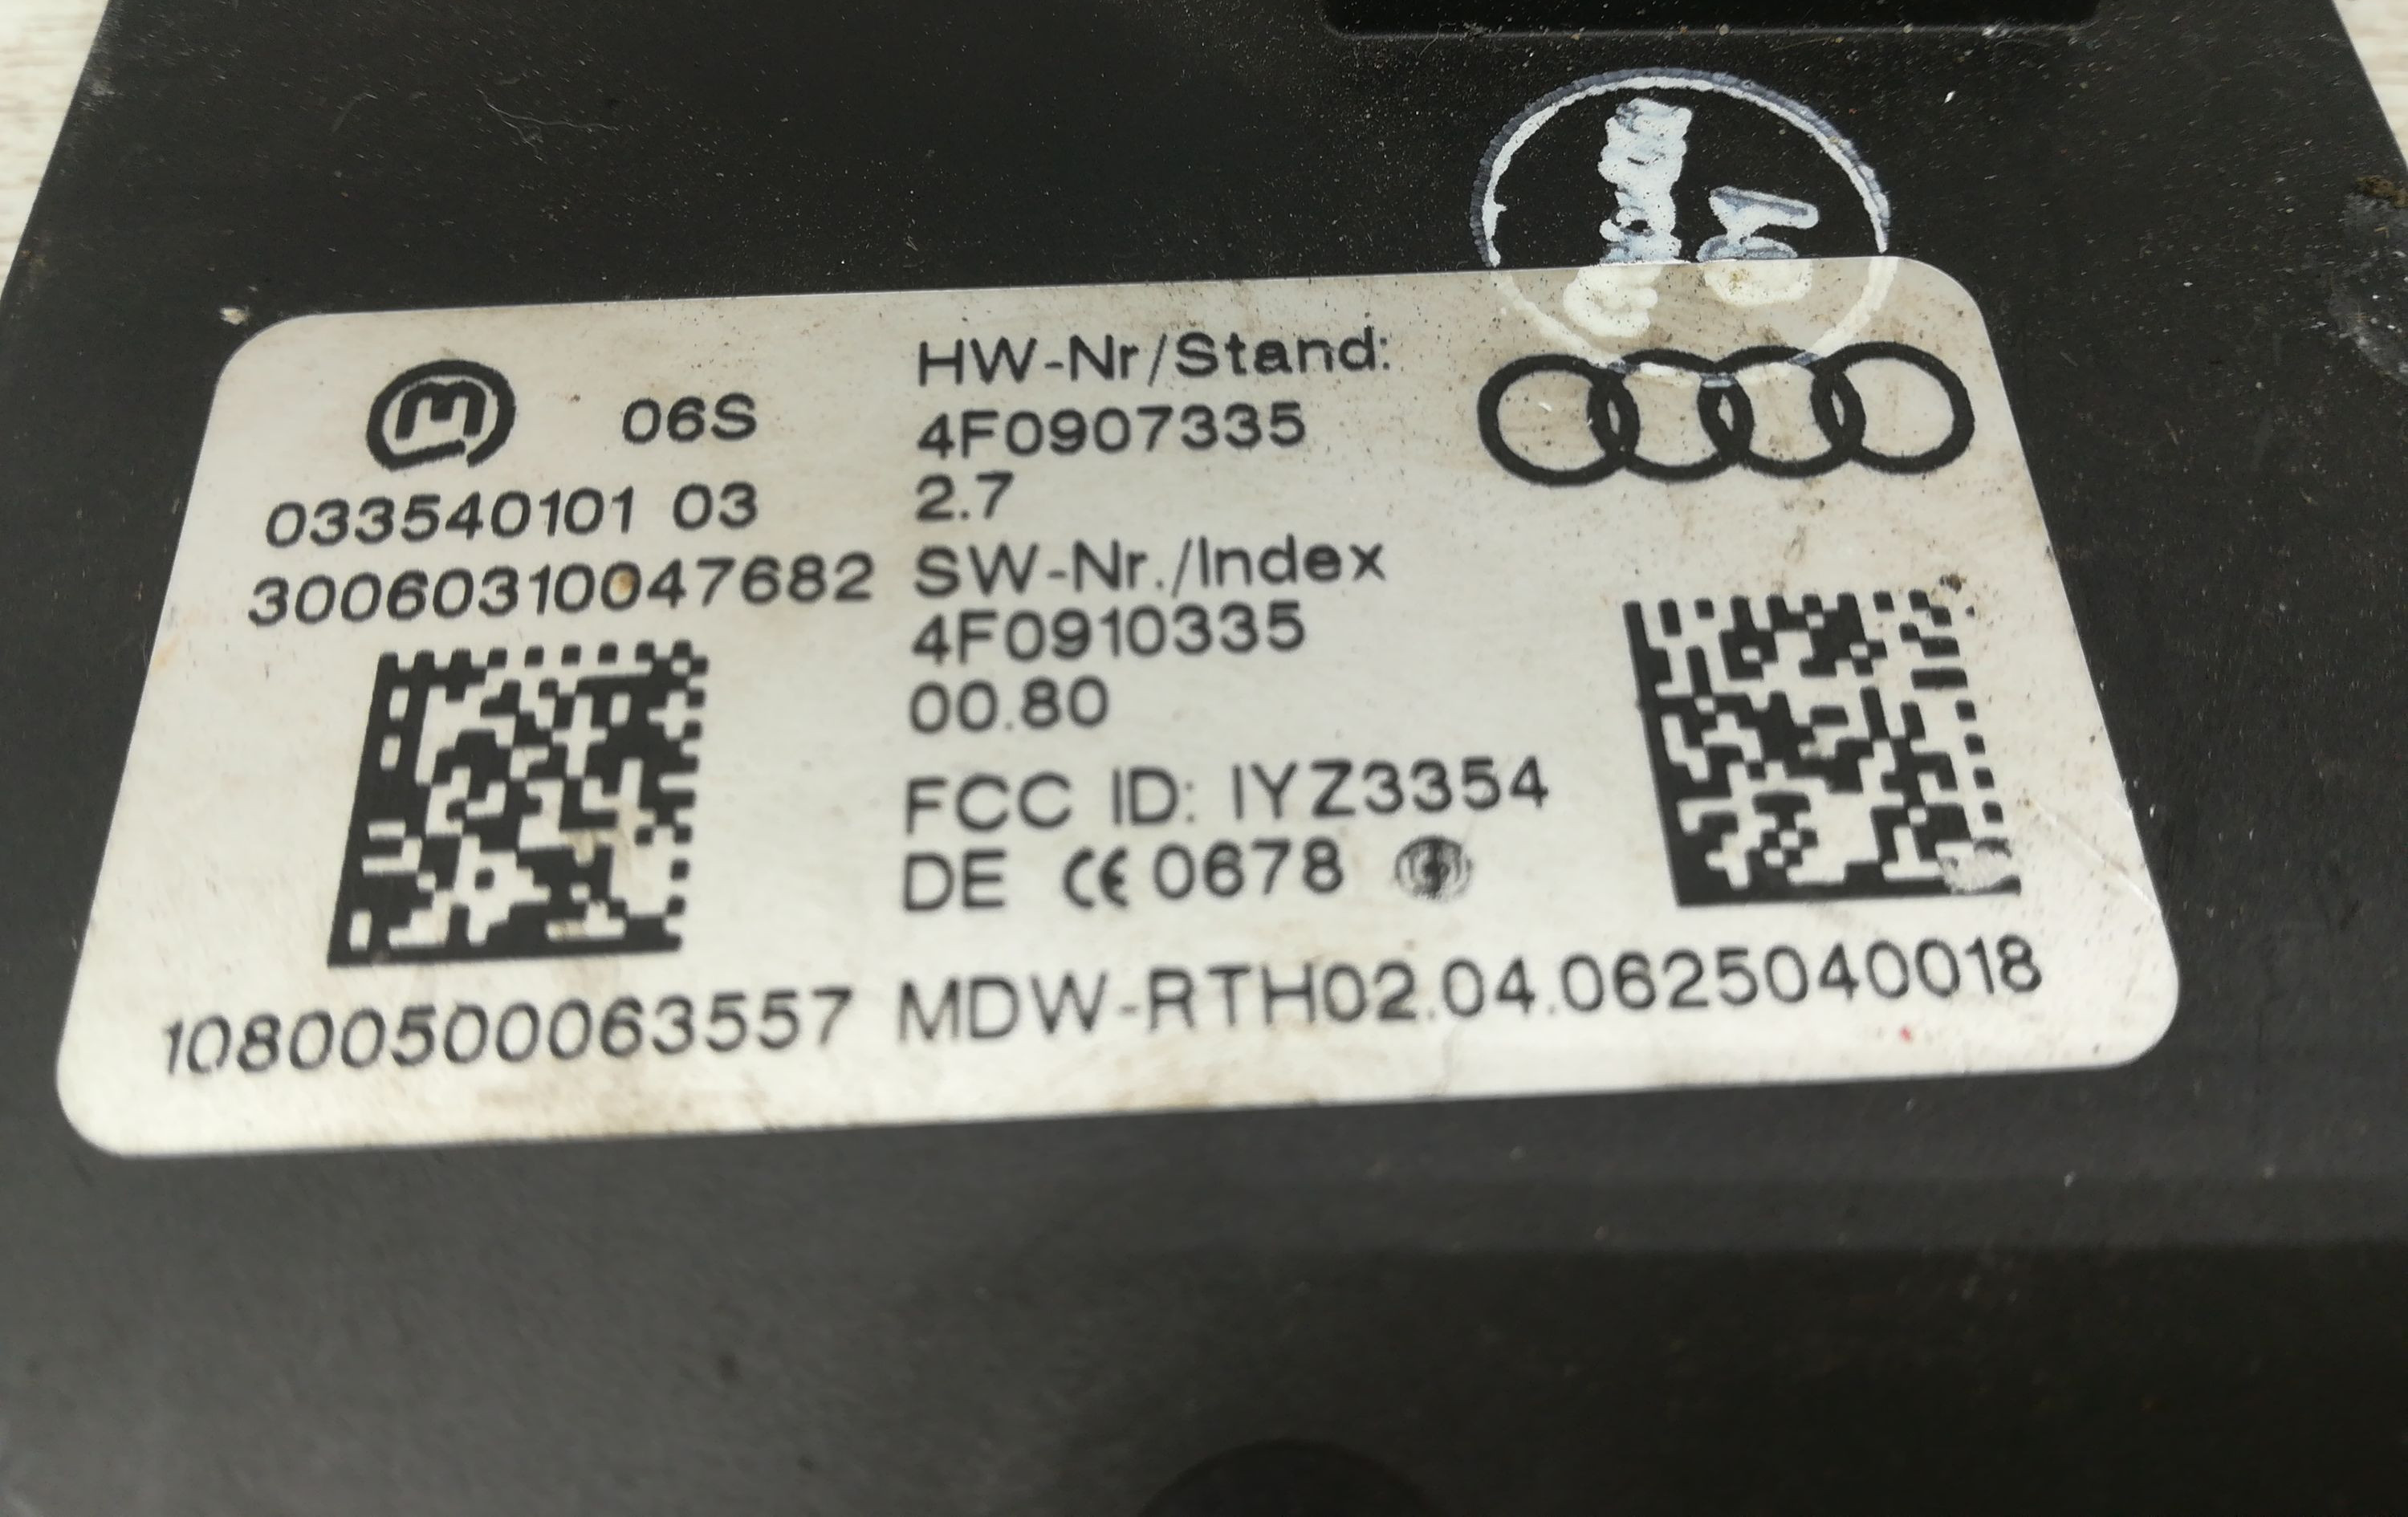 06S
033540101 03
30060310047682
HW-Nr/Stand:
4F0907335
2.7
SW-Nr./Index
4F0910335
00.80
FCC ID: IYZ3354
DE CE 0678
10800500063557 MDW-RTH02.04.0625040018